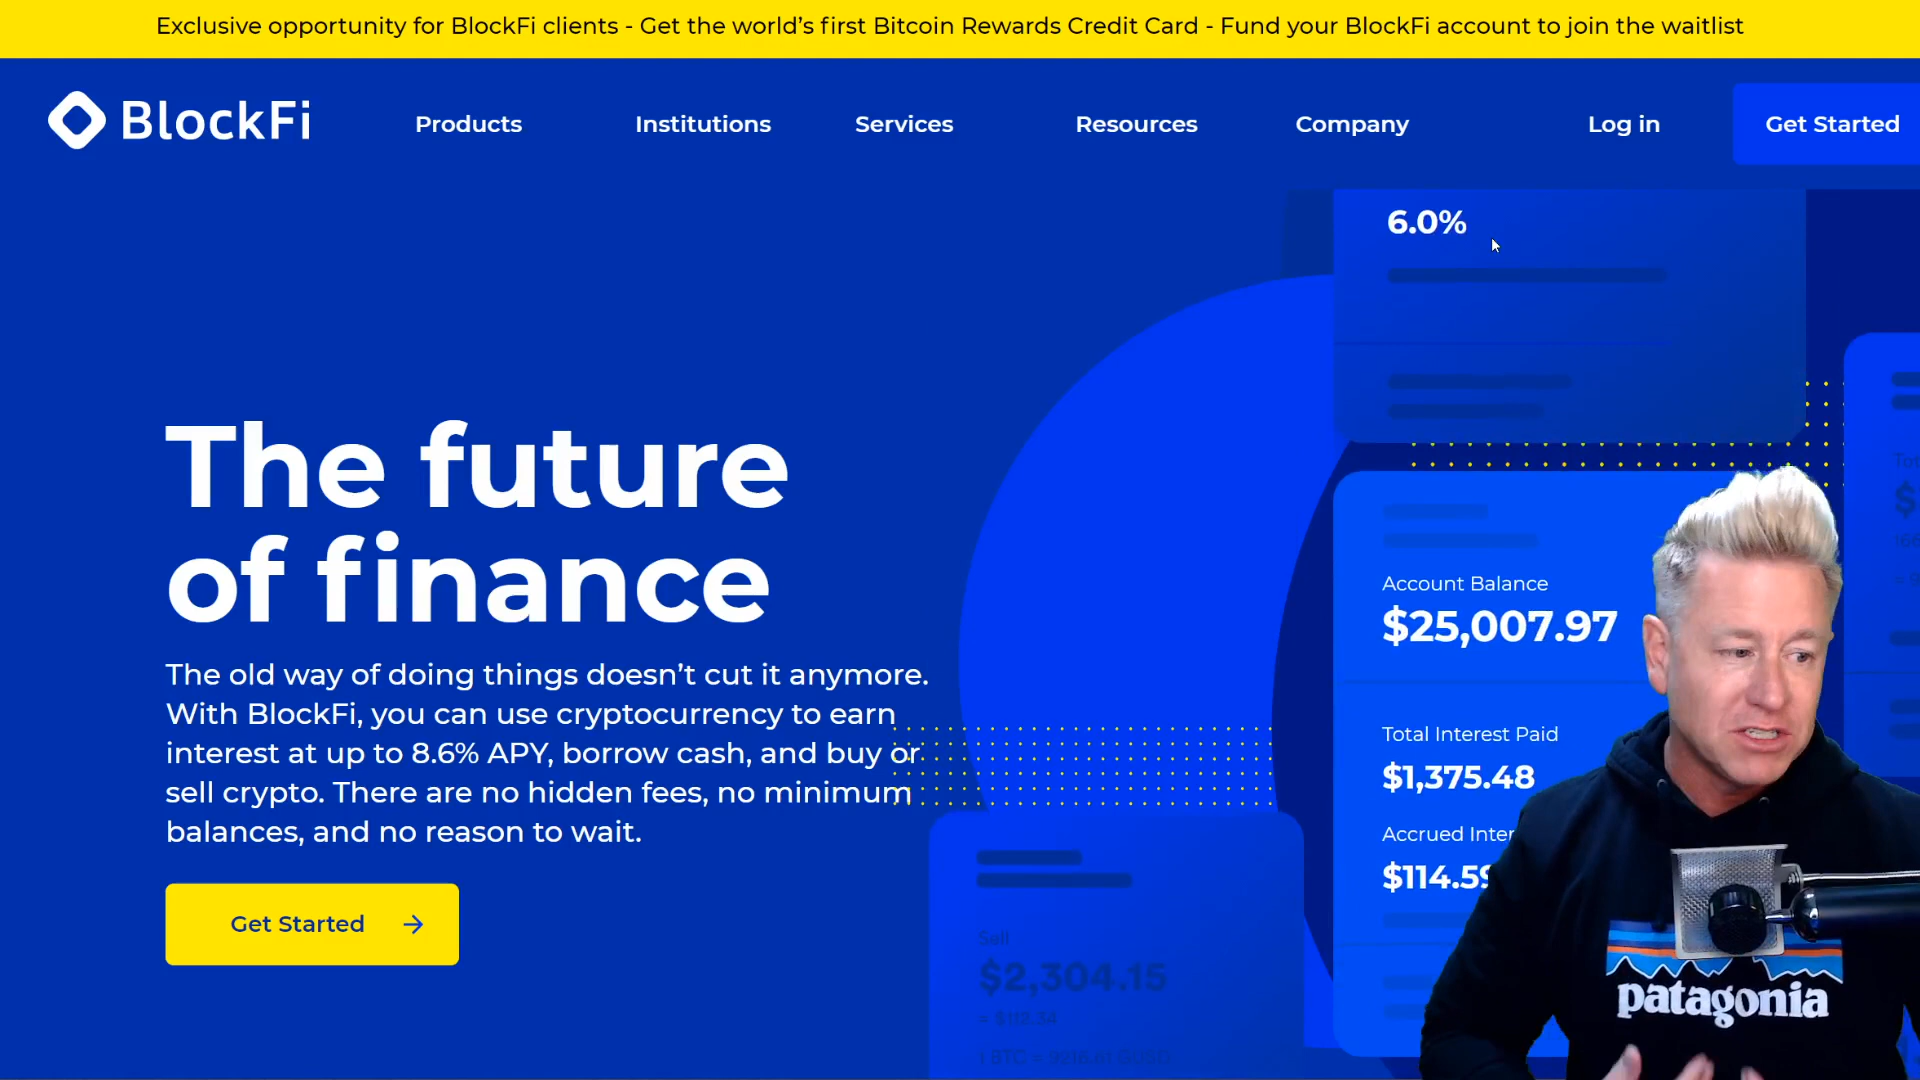 Exclusive opportunity for BlockFi clients - Get the world's first Bitcoin Rewards Credit Card - Fund your BlockFi account to join the waitlist
BlockFi
Products
Institutions
Services
Resources
Company
Log in
Get Started
6.0%
The future
of finance
The old way of doing things doesn't cut it anymore.
With BlockFi, you can use cryptocurrency to earn
interest at up to 8.6% APY, borrow cash, and buy or
sell crypto. There are no hidden fees, no minimum
balances, and no reason to wait.
Get Started
Account Balance
$25,007.97
Total Interest Paid
$1,375.48
Accrued Inter
$114.59
Sell
$2,304.15
patagonia